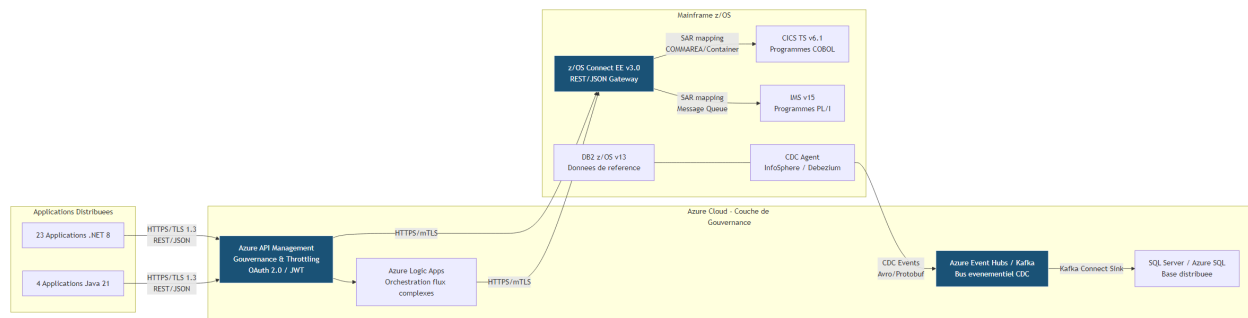 Mainframe z/OS
SAR mapping
COMMAREA/Container
CICS TS v6.1
Programmes COBOL
z/OS Connect EE v3.0
REST/JSON Gateway
SAR mapping
Message Queue
IMS v15
Programmes PL/I
DB2 z/OS v13
Donnees de reference
CDC Agent
InfoSphere / Debezium
Applications Distribuees
23 Applications .NET 8
4 Applications Java 21
HTTPS/TLS 1.3
REST/JSON
HTTPS/TLS 1.3
REST/JSON
Azure Cloud - Couche de
Gouvernance
Azure API Management
Gouvernance & Throttling
OAuth 2.0 / JWT
HTTPS/mTLS
Azure Logic Apps
Orchestration flux
complexes
HTTPS/mTLS
CDC Events
Avro/Protobuf
Azure Event Hubs / Kafka
Bus evenementiel CDC
Kafka Connect Sink
SQL Server / Azure SQL
Base distribuee